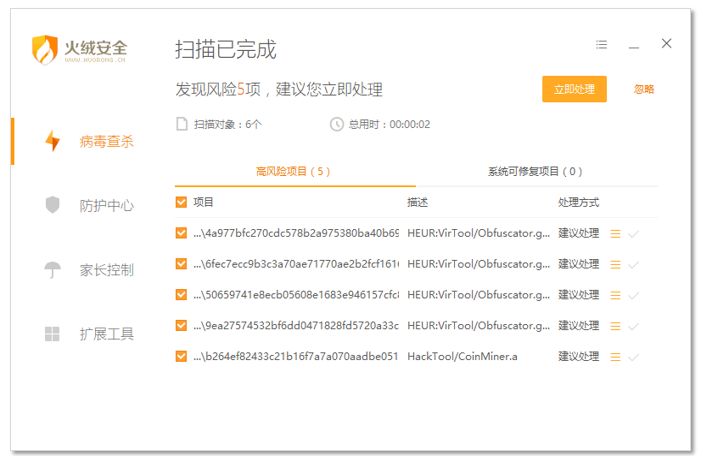 火绒安全
WWW.HUORONG.CN
扫描已完成
发现风险5项，建议您立即处理
立即处理
忽略
扫描对象：6个
总用时：00:00:02
病毒查杀
防护中心
家长控制
扩展工具
高风险项目（5）
系统可修复项目（0）
项目 描述 处理方式
...\4a977bfc270cdc578b2a975380ba40b69 HEUR:VirTool/Obfuscator.g... 建议处理
...\6fec7ecc9b3c3a70ae71770ae2b2fcf1616 HEUR:VirTool/Obfuscator.g... 建议处理
...\50659741e8ecb05608e1683e946157cfc8 HEUR:VirTool/Obfuscator.g... 建议处理
...\9ea27574532bf6dd0471828fd5720a33c HEUR:VirTool/Obfuscator.g... 建议处理
...\b264ef82433c21b16f7a7a070aadbe051 HackTool/CoinMiner.a 建议处理